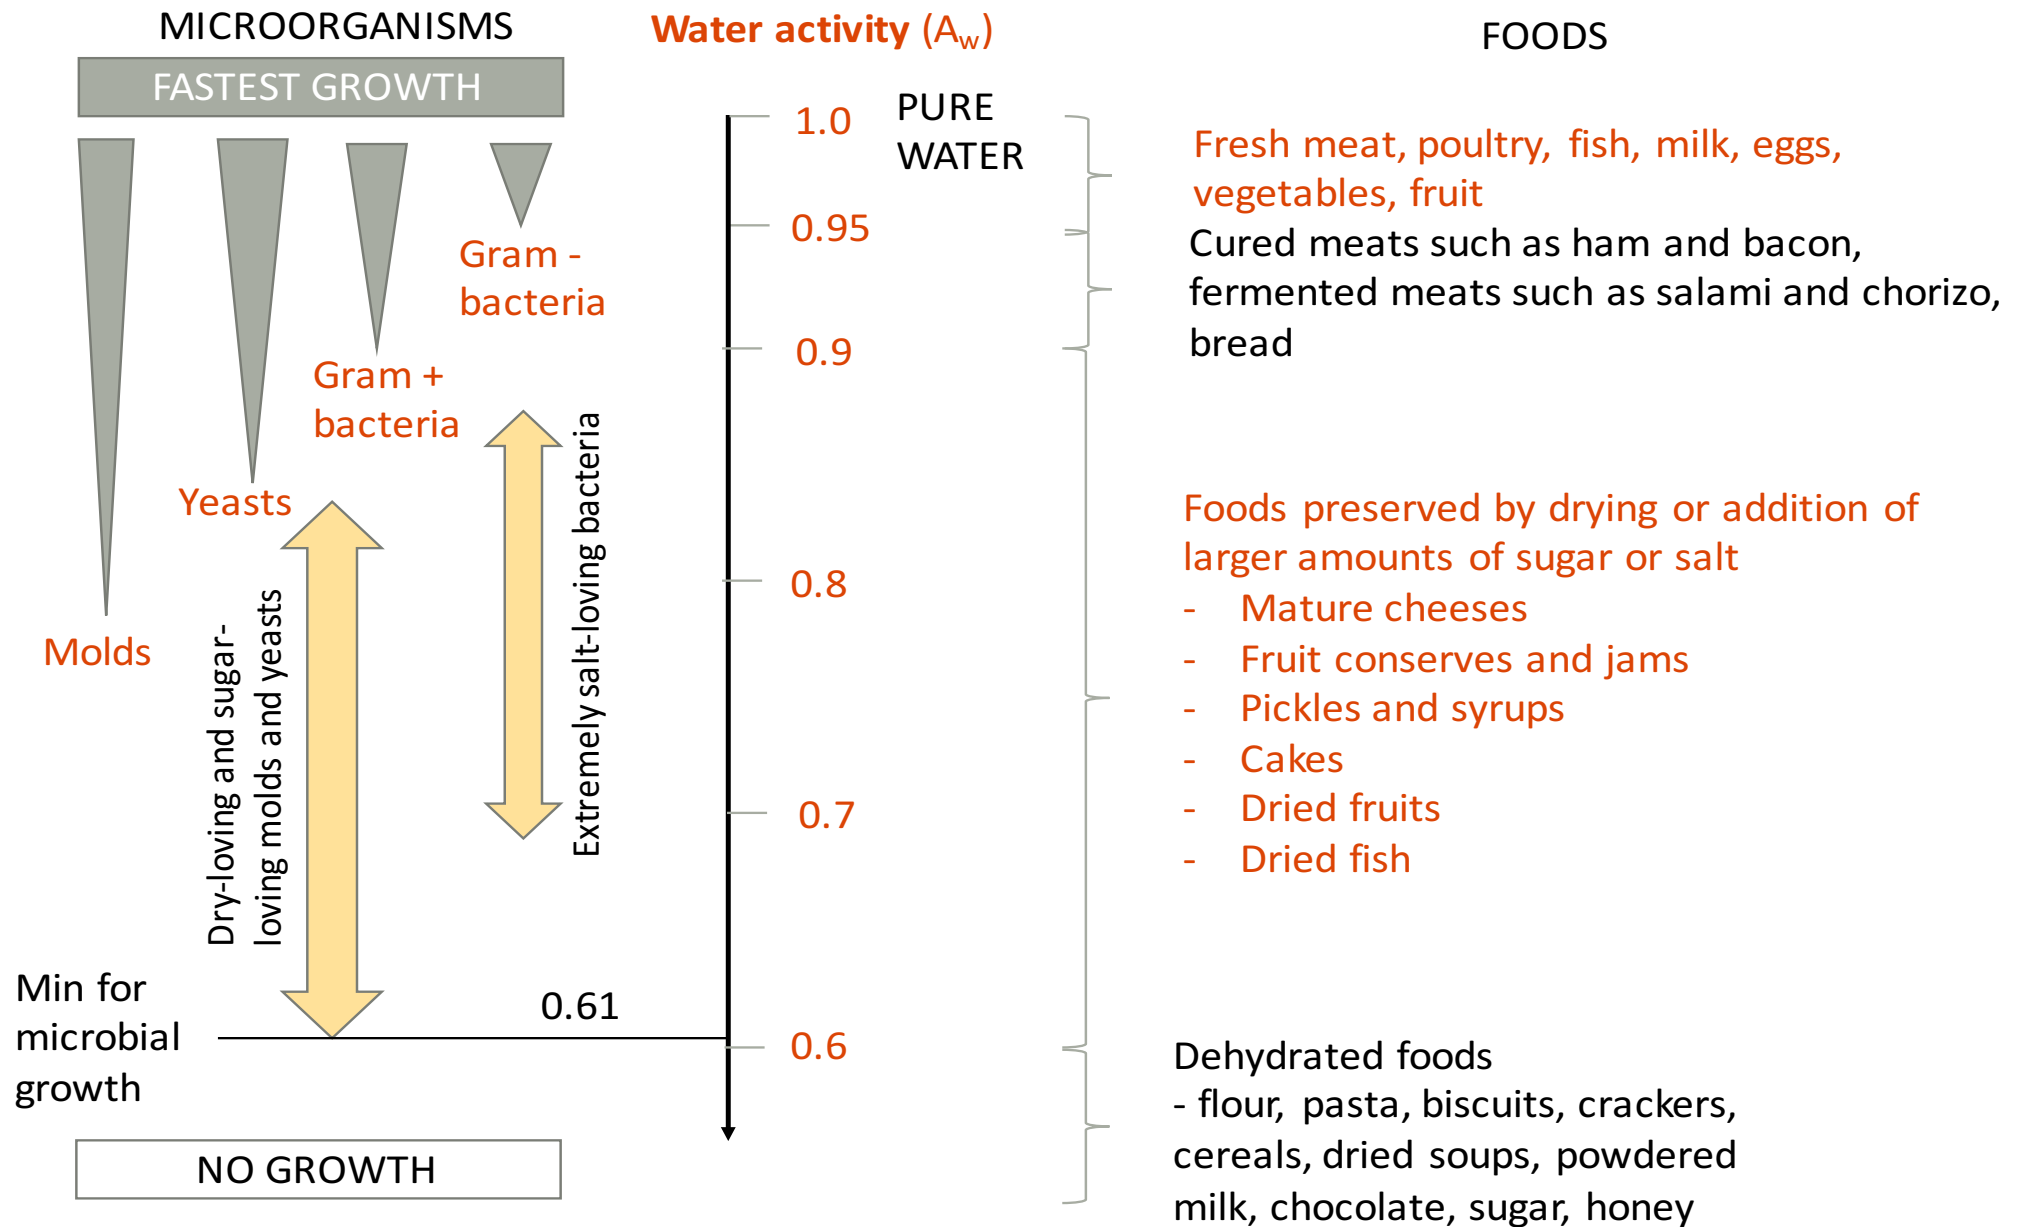 MICROORGANISMS
FASTEST GROWTH
Gram -
bacteria
Gram +
bacteria
Yeasts
Molds
Dry-loving and sugar-
loving molds and yeasts
Extremely salt-loving bacteria
Min for
microbial
growth
0.61
NO GROWTH
Water activity (Aw)
1.0
PURE
WATER
0.95
0.9
0.8
0.7
0.6
FOODS
Fresh meat, poultry, fish, milk, eggs,
vegetables, fruit
Cured meats such as ham and bacon,
fermented meats such as salami and chorizo,
bread
Foods preserved by drying or addition of
larger amounts of sugar or salt
- Mature cheeses
- Fruit conserves and jams
- Pickles and syrups
- Cakes
- Dried fruits
- Dried fish
Dehydrated foods
- flour, pasta, biscuits, crackers,
cereals, dried soups, powdered
milk, chocolate, sugar, honey